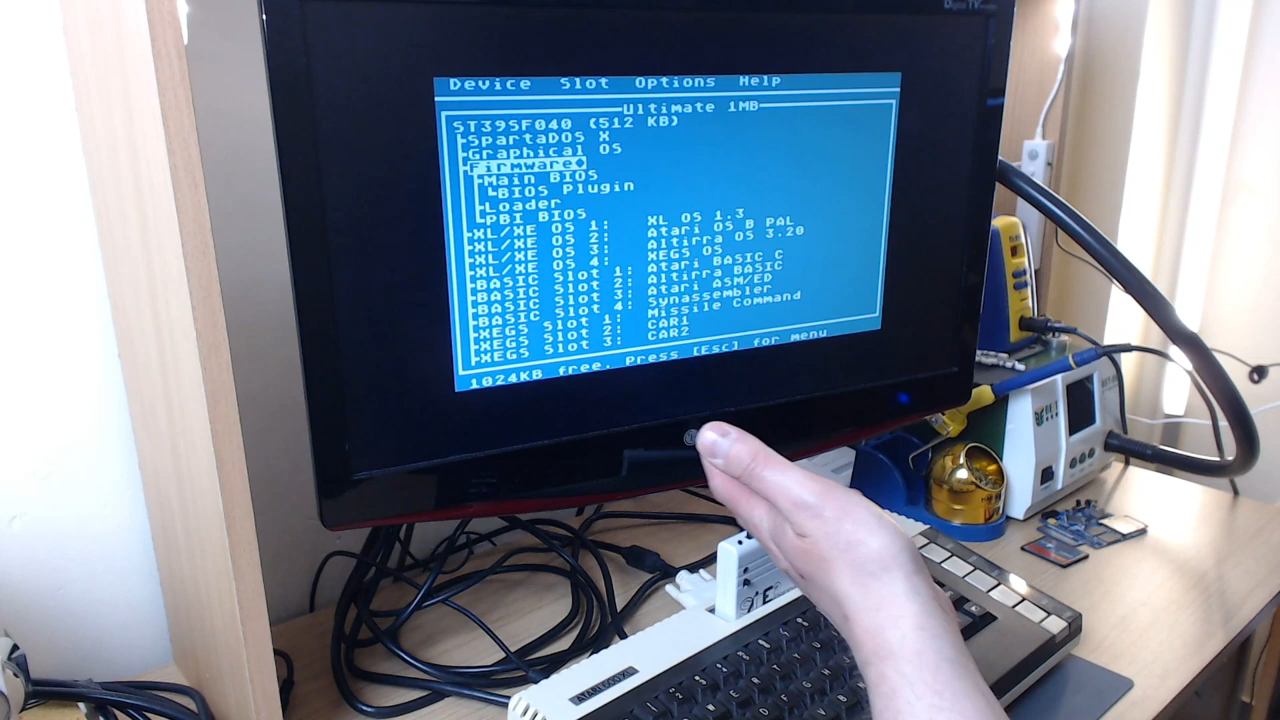 Digital TV
Device Slot Options Help
Ultimate 1MB
ST39SF040 (512 KB)
SpartaDOS X
Graphical OS
Firmware
Main BIOS
BIOS Plugin
Loader
PBI BIOS
XL/XE OS 1: XL OS 1.3
XL/XE OS 2: Atari OS B PAL
XL/XE OS 3: Altirra OS 3.20
XL/XE OS 4: XEGS OS
BASIC Slot 1: Atari BASIC C
BASIC Slot 2: Altirra BASIC
BASIC Slot 3: Atari ASM/ED
BASIC Slot 4: Synassembler
XEGS Slot 1: Missile Command
XEGS Slot 2: CAR1
XEGS Slot 3: CAR2
1024KB free. Press [Esc] for menu